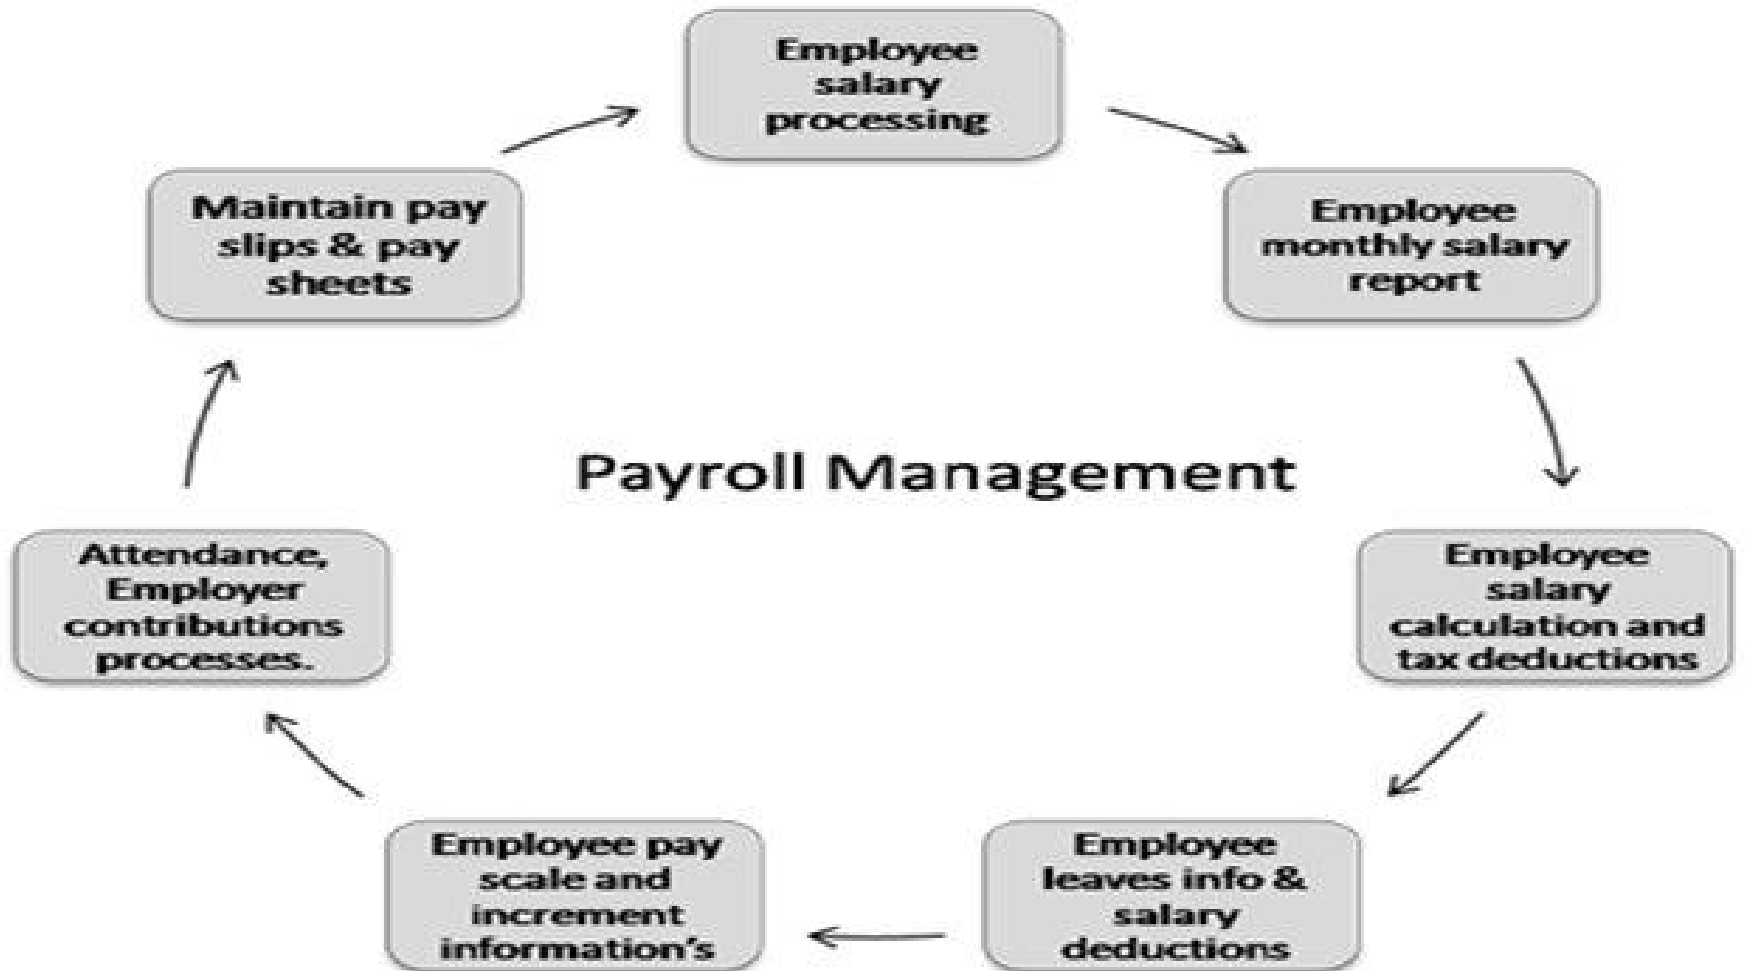 Employee
salary
processing
Employee
monthly salary
report
Employee
salary
calculation and
tax deductions
Employee
leaves info &
salary
deductions
Employee pay
scale and
increment
information's
Attendance,
Employer
contributions
processes.
Maintain pay
slips & pay
sheets
Payroll Management